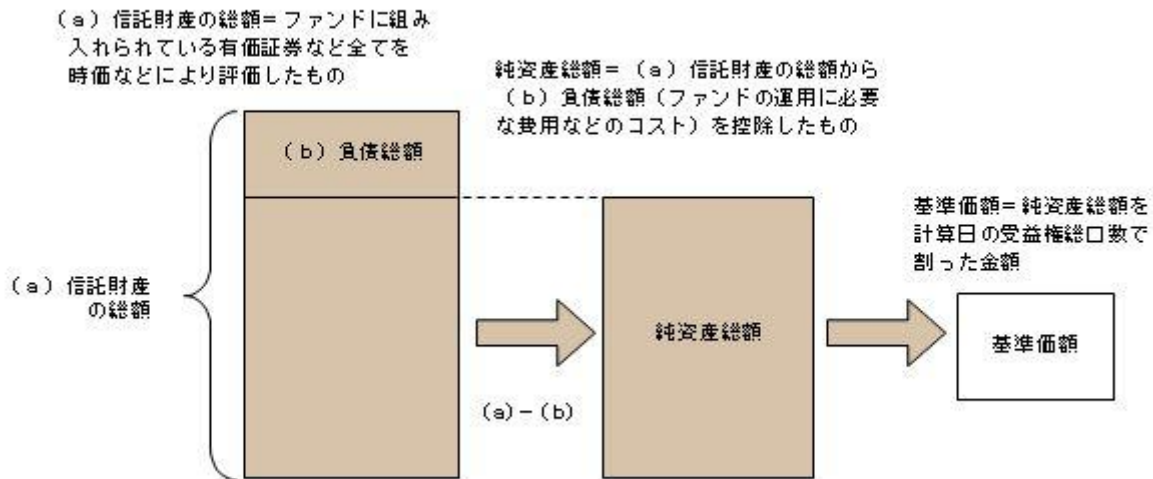 （a）信託財産の総額＝ファンドに組み
入れられている有価証券など全てを
時価などにより評価したもの
純資産総額＝（a）信託財産の総額から
（b）負債総額（ファンドの運用に必要
な費用などのコスト）を控除したもの
（b）負債総額
基準価額＝純資産総額を
計算日の受益権総口数で
割った金額
（a）信託財産
の総額
純資産総額
基準価額
（a）－（b）